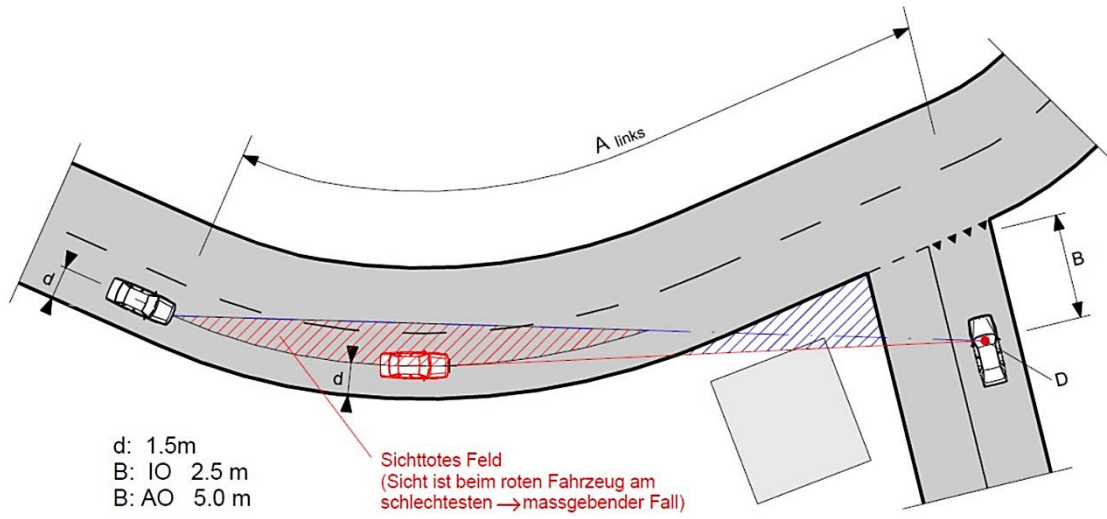 A links
d
B
d
D
d: 1.5m
B: IO 2.5 m
B: AO 5.0 m
Sichttotes Feld
(Sicht ist beim roten Fahrzeug am
schlechtesten → massgebender Fall)